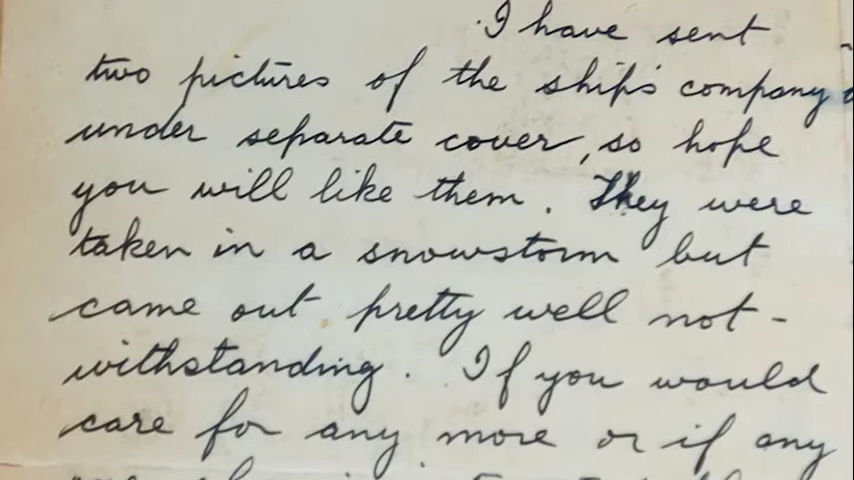 I have sent
two pictures of the ship's company
under separate cover, so hope
you will like them. They were
taken in a snowstorm but
came out pretty well not-
withstanding. If you would
care for any more or if any